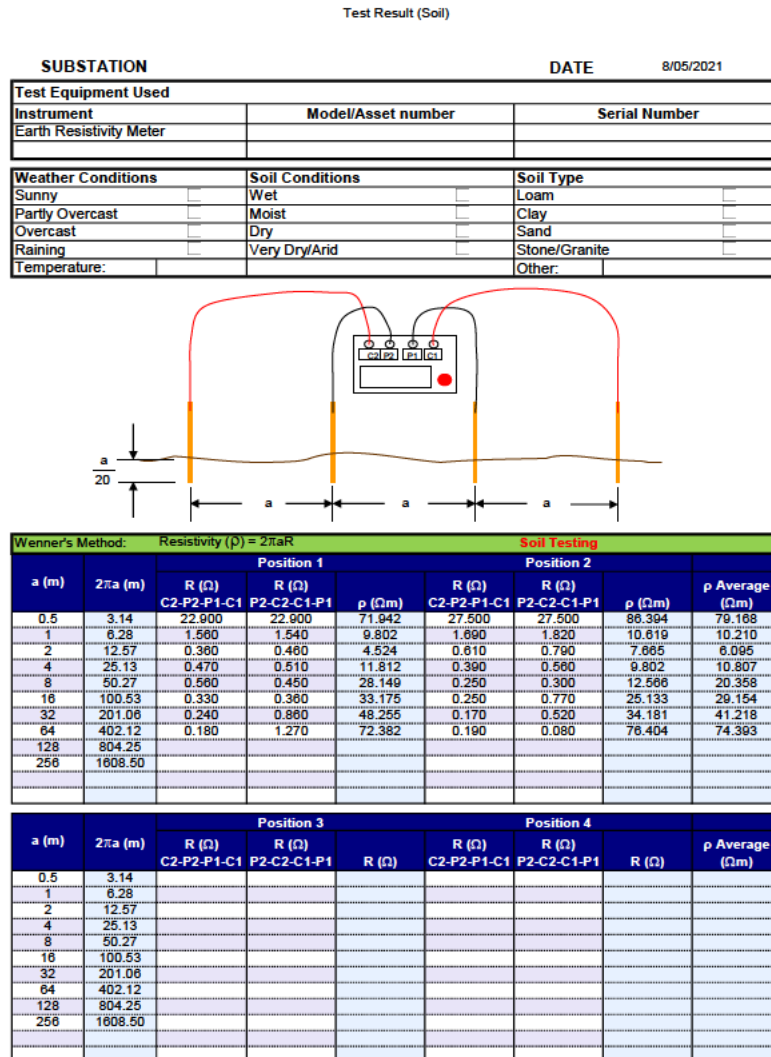 Test Result (Soil)
SUBSTATION DATE 8/05/2021
Test Equipment Used
Instrument Model/Asset number Serial Number
Earth Resistivity Meter
Weather Conditions Soil Conditions Soil Type
Sunny Wet Loam
Partly Overcast Moist Clay
Overcast Dry Sand
Raining Very Dry/Arid Stone/Granite
Temperature: Other:
C2 P2 P1 C1
a
20
a a a
Wenner's Method: Resistivity (ρ) = 2πaR Soil Testing
Position 1 Position 2
a (m) 2πa (m) R (Ω) R (Ω) R (Ω) R (Ω) ρ Average
C2-P2-P1-C1 P2-C2-C1-P1 ρ (Ωm) C2-P2-P1-C1 P2-C2-C1-P1 ρ (Ωm) (Ωm)
0.5 3.14 22.900 22.900 71.942 27.500 27.500 86.394 79.168
1 6.28 1.560 1.540 9.802 1.690 1.820 10.619 10.210
2 12.57 0.360 0.460 4.524 0.610 0.790 7.665 6.095
4 25.13 0.470 0.510 11.812 0.390 0.560 9.802 10.807
8 50.27 0.560 0.450 28.149 0.250 0.300 12.566 20.358
16 100.53 0.330 0.360 33.175 0.250 0.770 25.133 29.154
32 201.06 0.240 0.860 48.255 0.170 0.520 34.181 41.218
64 402.12 0.180 1.270 72.382 0.190 0.080 76.404 74.393
128 804.25
256 1608.50
Position 3 Position 4
a (m) 2πa (m) R (Ω) R (Ω) R (Ω) R (Ω) ρ Average
C2-P2-P1-C1 P2-C2-C1-P1 R (Ω) C2-P2-P1-C1 P2-C2-C1-P1 R (Ω) (Ωm)
0.5 3.14
1 6.28
2 12.57
4 25.13
8 50.27
16 100.53
32 201.06
64 402.12
128 804.25
256 1608.50